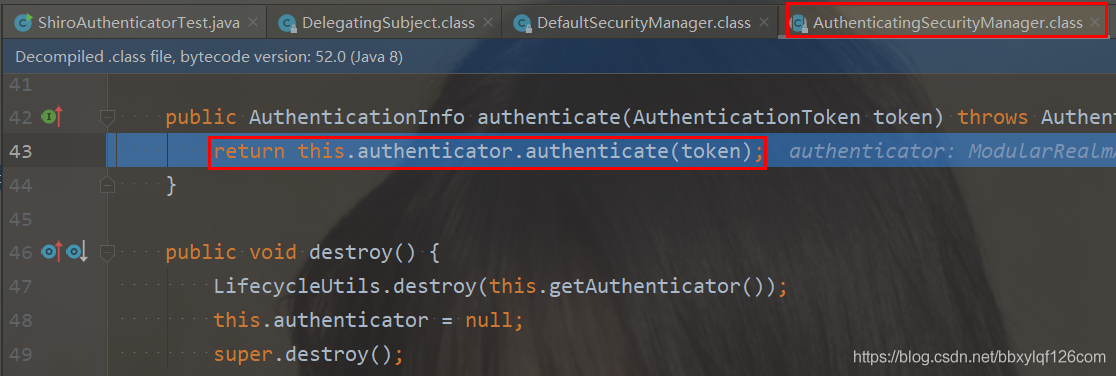 ShiroAuthenticatorTest.java × DelegatingSubject.class × DefaultSecurityManager.class × AuthenticatingSecurityManager.class ×
Decompiled .class file, bytecode version: 52.0 (Java 8)
41
42 public AuthenticationInfo authenticate(AuthenticationToken token) throws Authen
43 return this.authenticator.authenticate(token); authenticator: ModularRealmA
44 }
45
46 public void destroy() {
47 LifecycleUtils.destroy(this.getAuthenticator());
48 this.authenticator = null;
49 super.destroy();
https://blog.csdn.net/bbxylqf126com